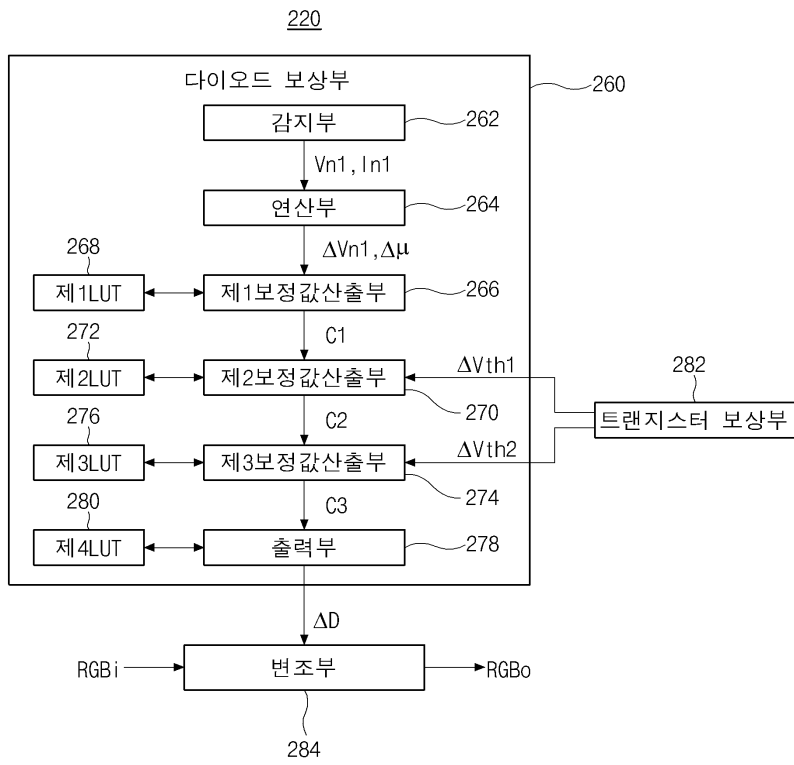 220
다이오드 보상부
260
감지부
262
Vn1, In1
연산부
264
ΔVn1, Δμ
268
제1LUT
제1보정값산출부
266
C1
272
ΔVth1
제2LUT
제2보정값산출부
270
282
트랜지스터 보상부
C2
276
ΔVth2
제3LUT
제3보정값산출부
274
C3
280
제4LUT
출력부
278
ΔD
RGBi
변조부
RGBo
284